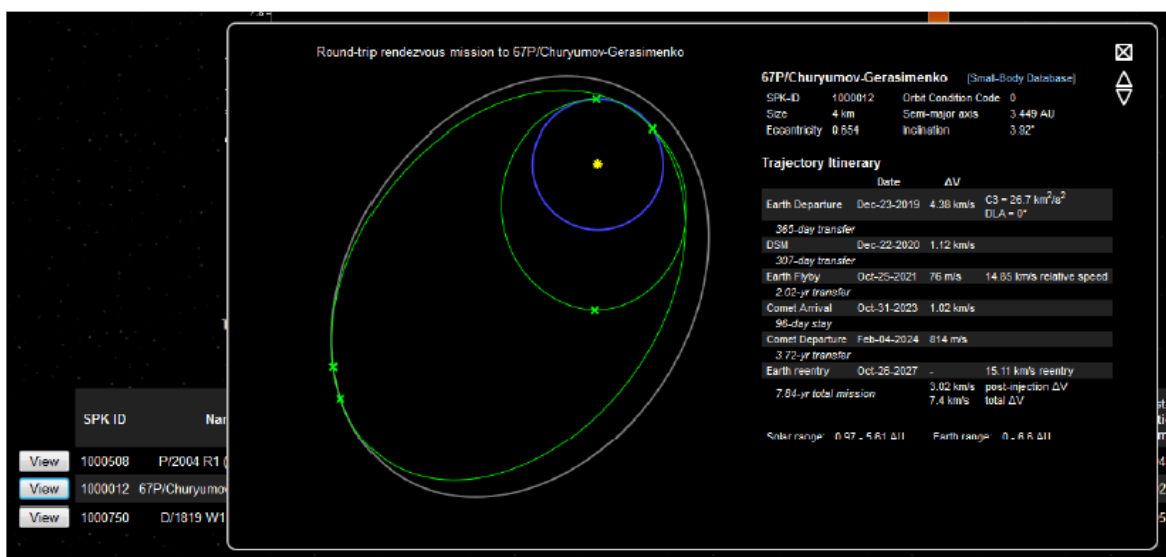 Round-trip rendezvous mission to 67P/Churyumov-Gerasimenko
67P/Churyumov-Gerasimenko [Small-Body Database]
SPK-ID 1000012 Orbit Condition Code 0
Size 4 km Semi-major axis 3.449 AU
Eccentricity 0.654 Inclination 3.92°
Trajectory Itinerary
Date ΔV
Earth Departure Dec-23-2019 4.38 km/s C3 = 26.7 km²/s²
DLA = 0°
365-day transfer
DSM Dec-22-2020 1.12 km/s
307-day transfer
Earth Flyby Oct-25-2021 76 m/s 14.85 km/s relative speed
2.02-yr transfer
Comet Arrival Oct-31-2023 1.02 km/s
96-day stay
Comet Departure Feb-04-2024 814 m/s
3.72-yr transfer
Earth reentry Oct-26-2027 - 15.11 km/s reentry
7.84-yr total mission 3.02 km/s post-injection ΔV
7.4 km/s total ΔV
Solar range: 0.97 - 5.61 AU Earth range: 0 - 6.6 AU
SPK ID Nar
View 1000508 P/2004 R1 (
View 1000012 67P/Churyumov
View 1000750 D/1819 W1